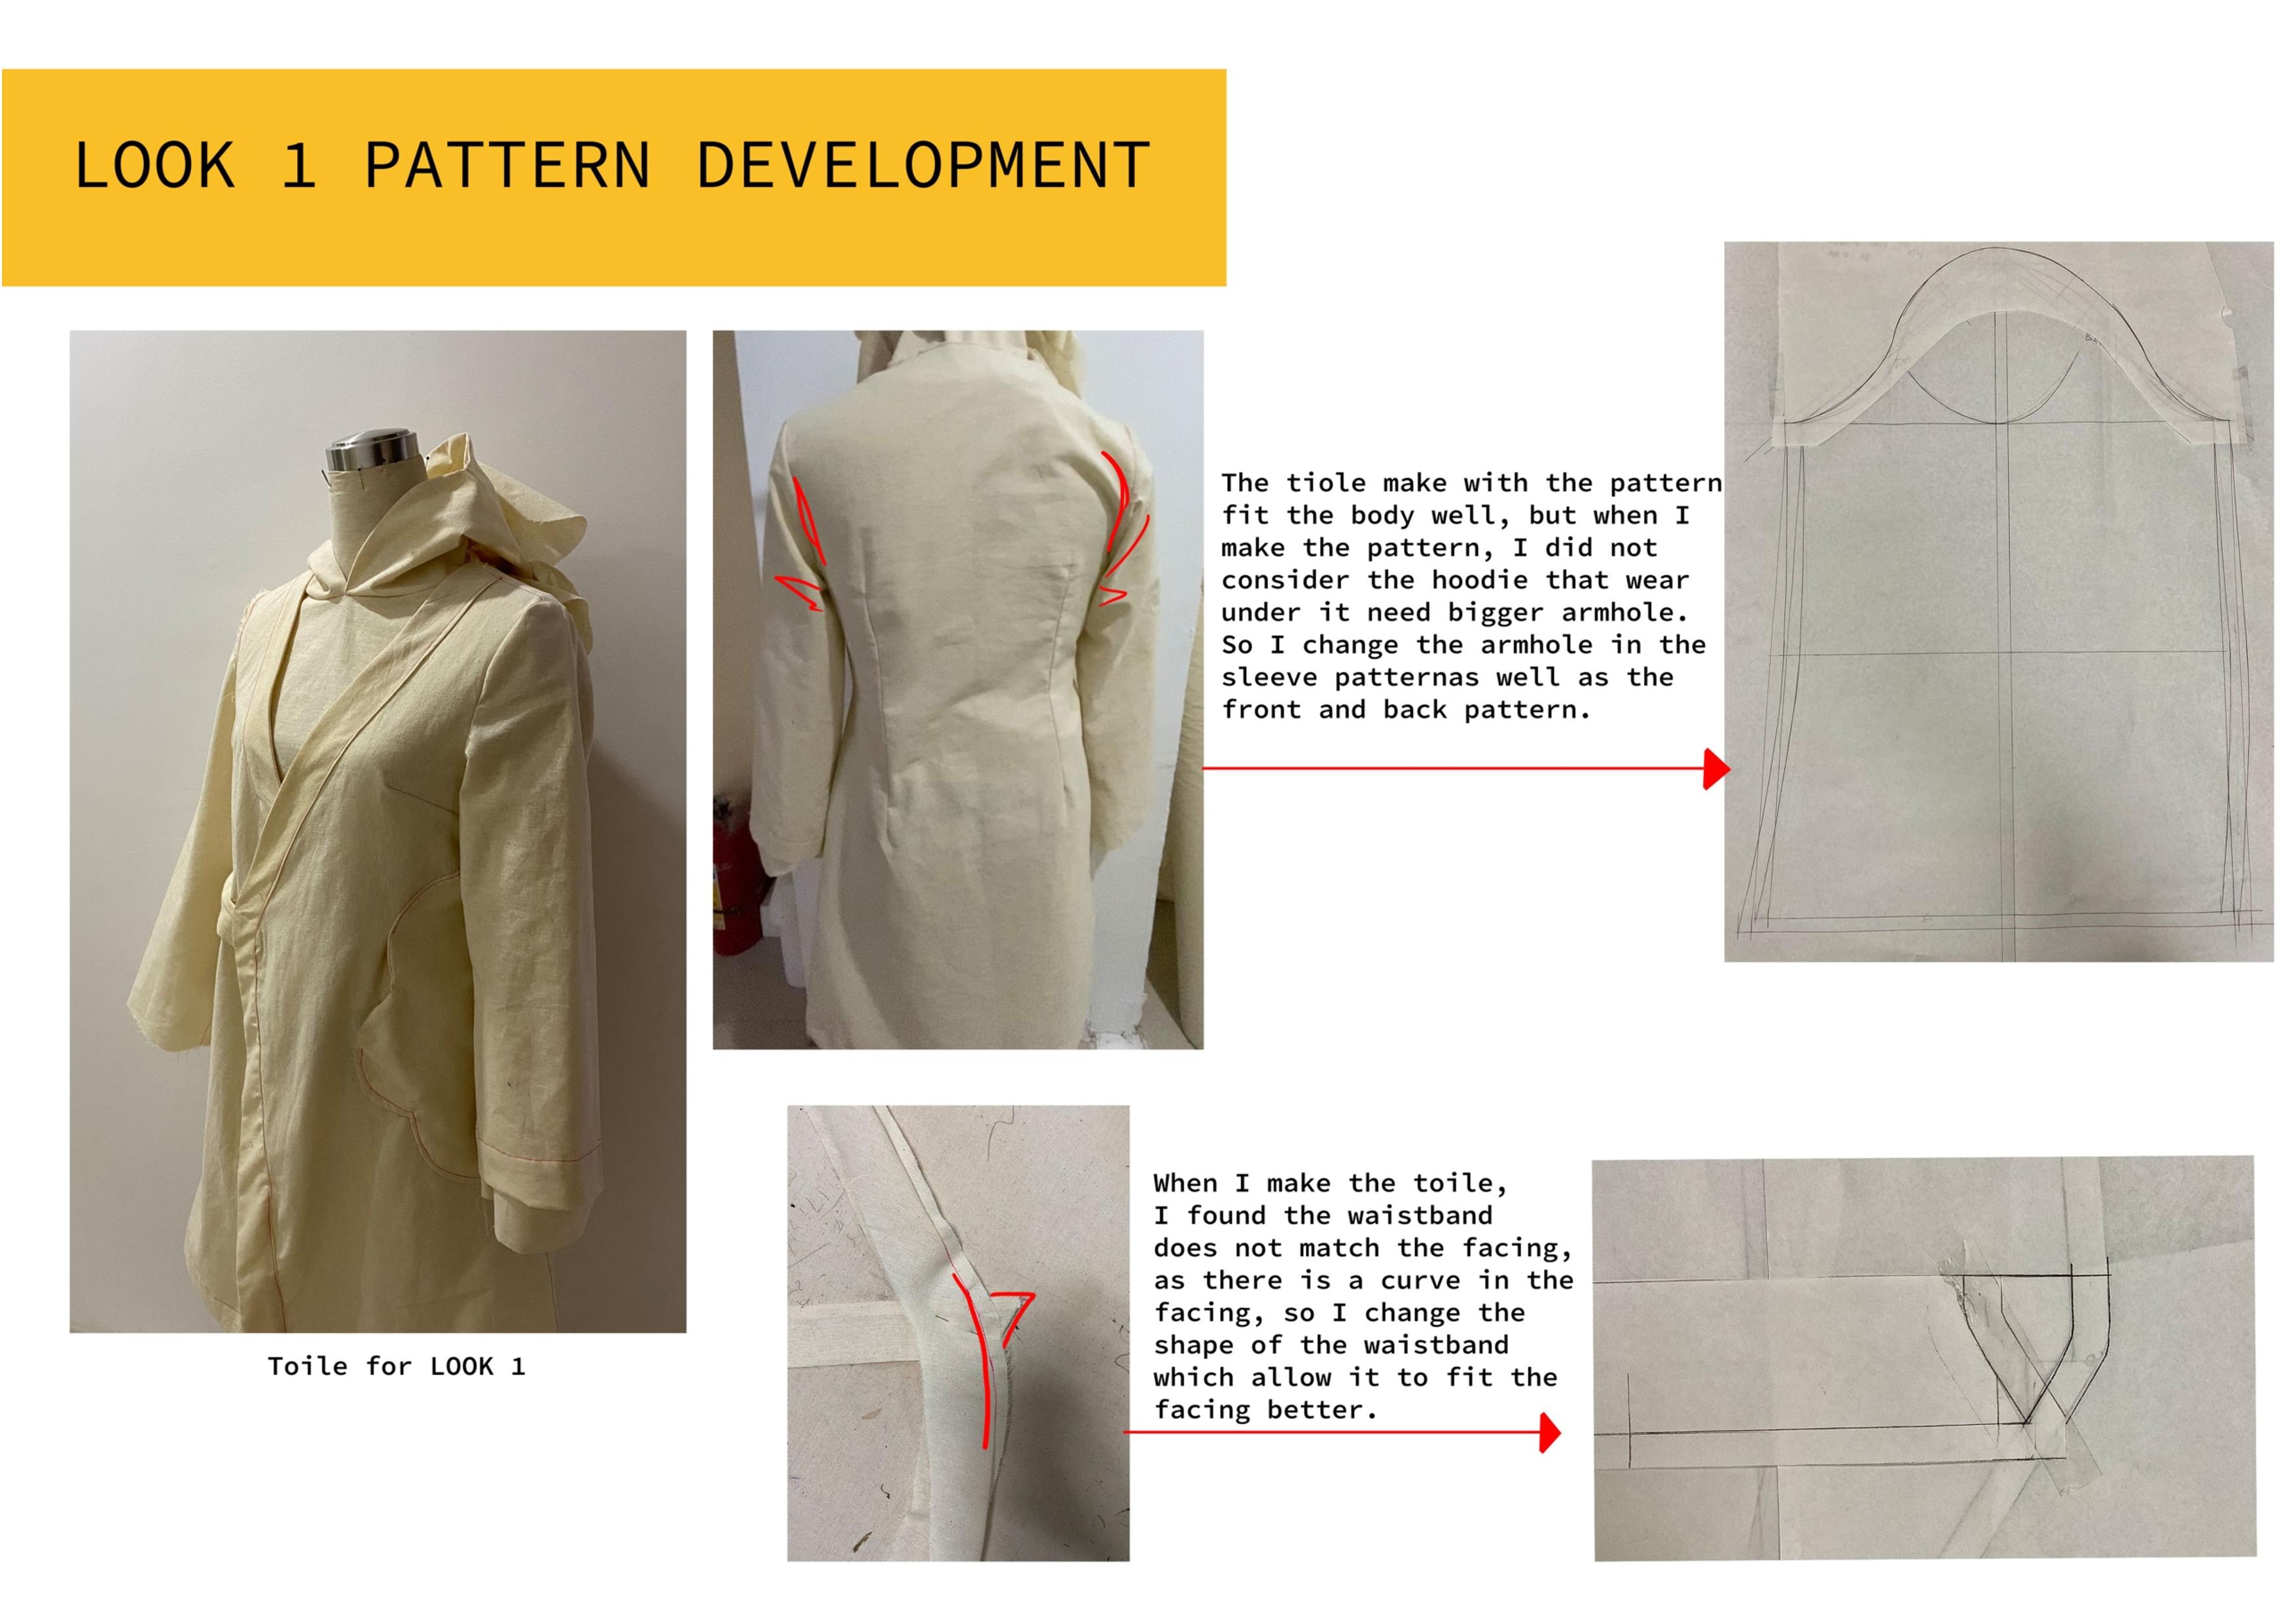 LOOK 1 PATTERN DEVELOPMENT
The tiole make with the pattern
fit the body well, but when I
make the pattern, I did not
consider the hoodie that wear
under it need bigger armhole.
So I change the armhole in the
sleeve patternas well as the
front and back pattern.
Toile for LOOK 1
When I make the toile,
I found the waistband
does not match the facing,
as there is a curve in the
facing, so I change the
shape of the waistband
which allow it to fit the
facing better.